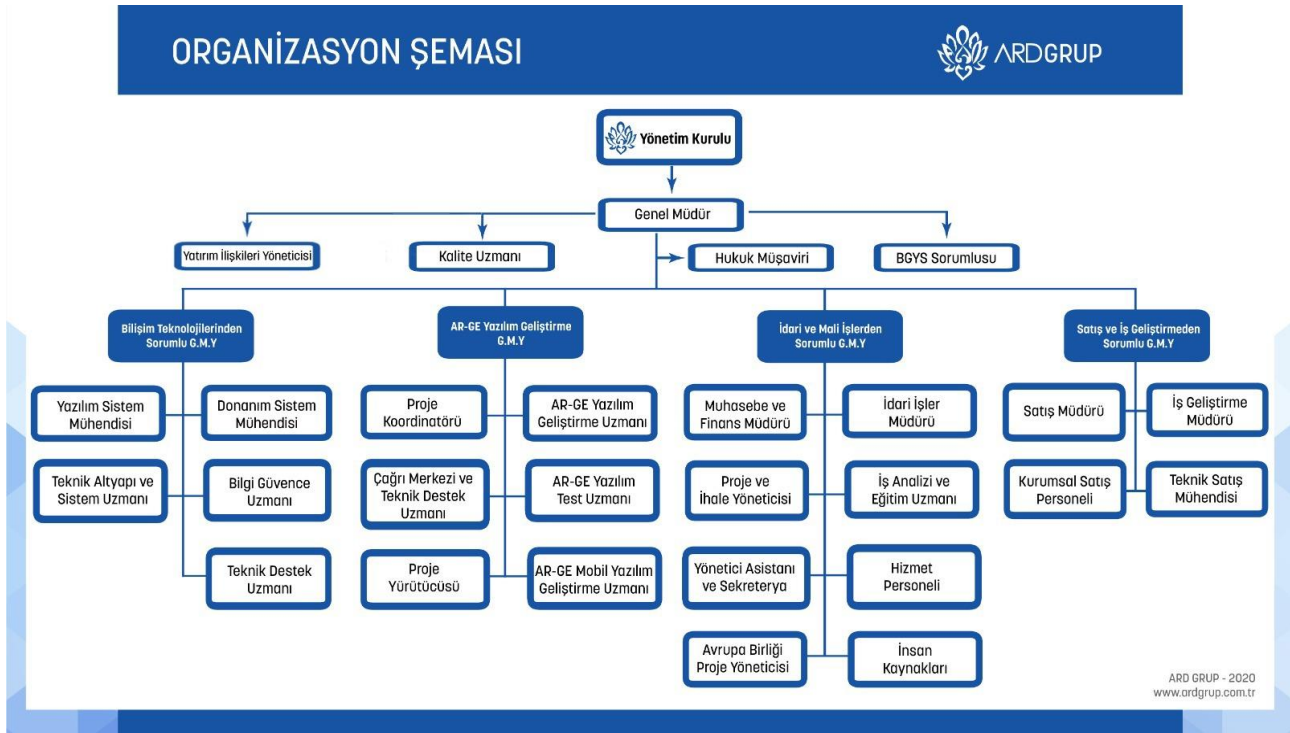 ORGANİZASYON ŞEMASI
ARDGRUP
Yönetim Kurulu
Genel Müdür
Yatırım İlişkileri Yöneticisi
Kalite Uzmanı
Hukuk Müşaviri
BGYS Sorumlusu
Bilişim Teknolojilerinden
Sorumlu G.M.Y
AR-GE Yazılım Geliştirme
G.M.Y
İdari ve Mali İşlerden
Sorumlu G.M.Y
Satış ve İş Geliştirmeden
Sorumlu G.M.Y
Yazılım Sistem
Mühendisi
Donanım Sistem
Mühendisi
Teknik Altyapı ve
Sistem Uzmanı
Bilgi Güvence
Uzmanı
Teknik Destek
Uzmanı
Proje
Koordinatörü
AR-GE Yazılım
Geliştirme Uzmanı
Çağrı Merkezi ve
Teknik Destek
Uzmanı
AR-GE Yazılım
Test Uzmanı
Proje
Yürütücüsü
AR-GE Mobil Yazılım
Geliştirme Uzmanı
Muhasebe ve
Finans Müdürü
İdari İşler
Müdürü
Proje ve
İhale Yöneticisi
İş Analizi ve
Eğitim Uzmanı
Yönetici Asistanı
ve Sekreterya
Hizmet
Personeli
Avrupa Birliği
Proje Yöneticisi
İnsan
Kaynakları
Satış Müdürü
İş Geliştirme
Müdürü
Kurumsal Satış
Personeli
Teknik Satış
Mühendisi
ARD GRUP - 2020
www.ardgrup.com.tr